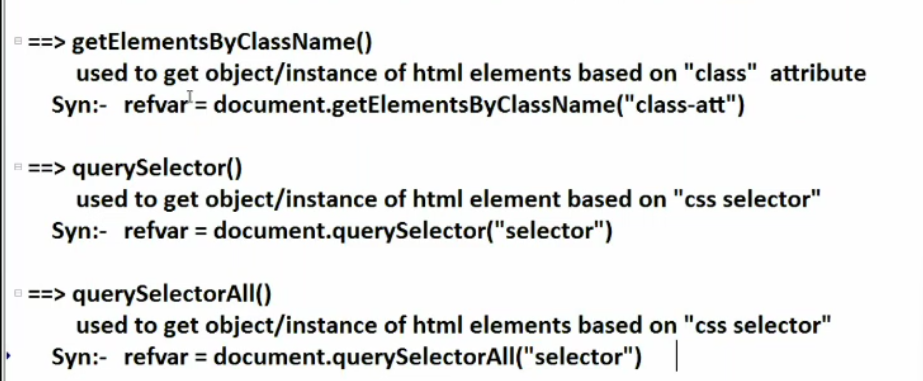 ==> getElementsByClassName()
used to get object/instance of html elements based on "class" attribute
Syn:- refvar = document.getElementsByClassName("class-att")
==> querySelector()
used to get object/instance of html element based on "css selector"
Syn:- refvar = document.querySelector("selector")
==> querySelectorAll()
used to get object/instance of html elements based on "css selector"
Syn:- refvar = document.querySelectorAll("selector")